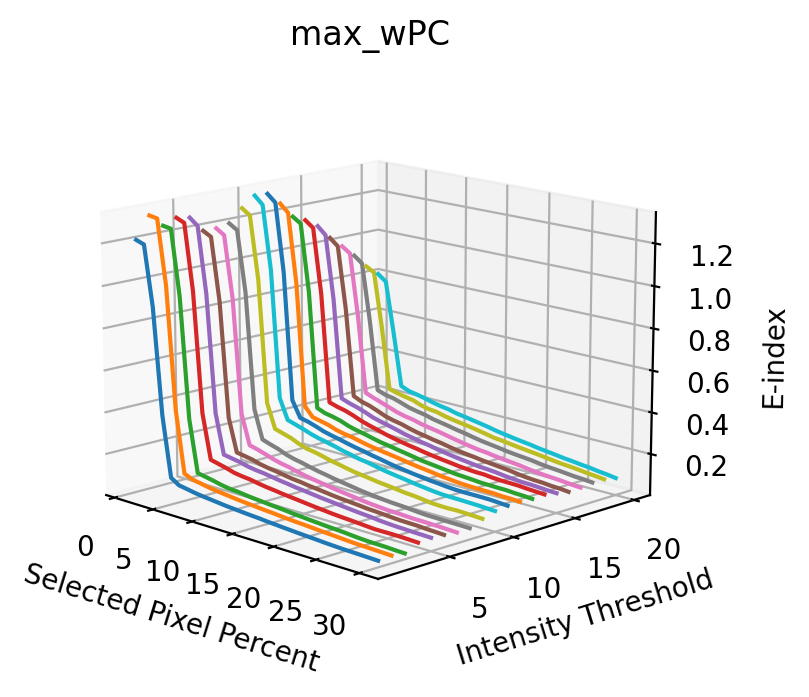 max_wPC
1.2
1.0
0.8
0.6
0.4
0.2
E-index
0 5 10 15 20 25 30
Selected Pixel Percent
5 10 15 20
Intensity Threshold